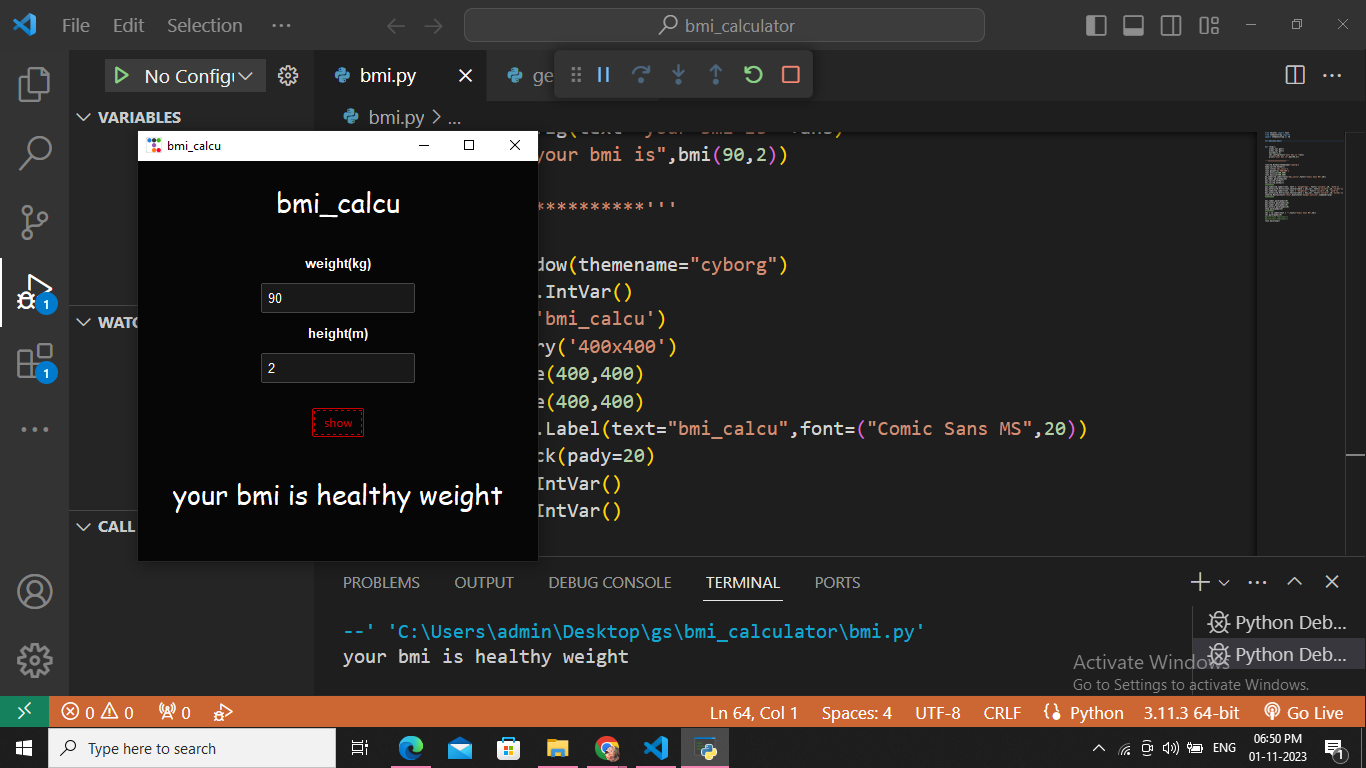 File Edit Selection ···
bmi_calculator
No Configu
bmi.py
ge
VARIABLES
bmi.py > ...
your bmi is",bmi(90,2))
**********'''
dow(themename="cyborg")
.IntVar()
'bmi_calcu')
ry('400x400')
e(400,400)
e(400,400)
.Label(text="bmi_calcu",font=("Comic Sans MS",20))
ck(pady=20)
IntVar()
IntVar()
bmi_calcu
bmi_calcu
weight(kg)
90
height(m)
2
show
your bmi is healthy weight
1
1
WATC
CALL
PROBLEMS OUTPUT DEBUG CONSOLE TERMINAL PORTS
--' 'C:\Users\admin\Desktop\gs\bmi_calculator\bmi.py'
your bmi is healthy weight
Python Deb...
Python Deb...
Activate Windows
Go to Settings to activate Windows.
0 0 0 Ln 64, Col 1 Spaces: 4 UTF-8 CRLF Python 3.11.3 64-bit Go Live
Type here to search
ENG
06:50 PM
01-11-2023
1